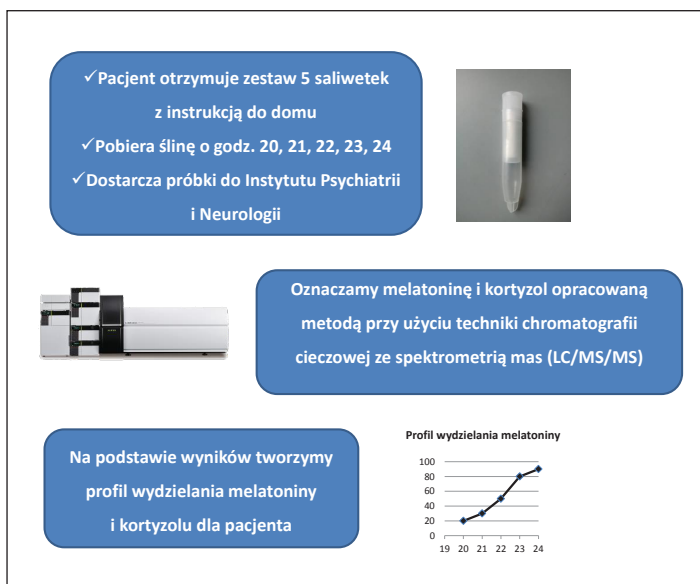 ✓Pacjent otrzymuje zestaw 5 saliwetek
z instrukcją do domu
✓Pobiera ślinę o godz. 20, 21, 22, 23, 24
✓Dostarcza próbki do Instytutu Psychiatrii
i Neurologii
Oznaczamy melatoninę i kortyzol opracowaną
metodą przy użyciu techniki chromatografii
cieczowej ze spektrometrią mas (LC/MS/MS)
Na podstawie wyników tworzymy
profil wydzielania melatoniny
i kortyzolu dla pacjenta
Profil wydzielania melatoniny
100
80
60
40
20
0
19 20 21 22 23 24